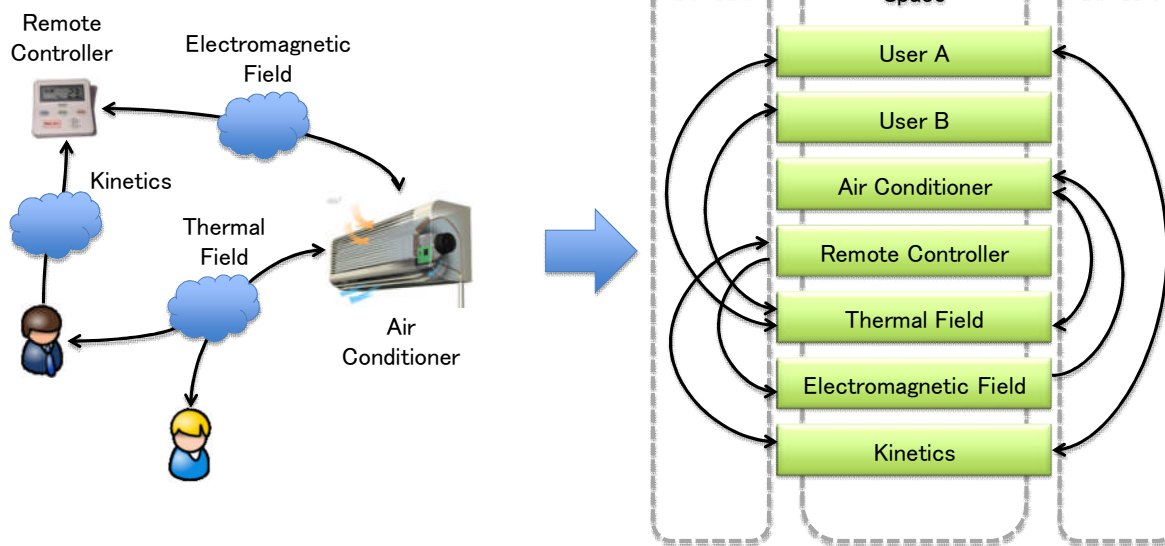 Remote
Controller
Electromagnetic
Field
Kinetics
Thermal
Field
Air
Conditioner
Space
User A
User B
Air Conditioner
Remote Controller
Thermal Field
Electromagnetic Field
Kinetics